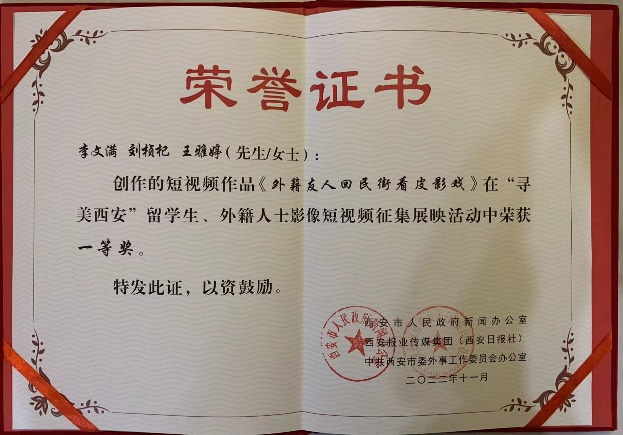 荣誉证书
李文满 刘桢杞 王雅婷（先生/女士）：
创作的短视频作品《外籍友人回民街看皮影戏》在“寻
美西安”留学生、外籍人士影像短视频征集展映活动中荣获
一等奖。
特发此证，以资鼓励。
西安市人民政府新闻办公室
西安报业传媒集团（西安日报社）
中共西安市委外事工作委员会办公室
二〇二二年十一月